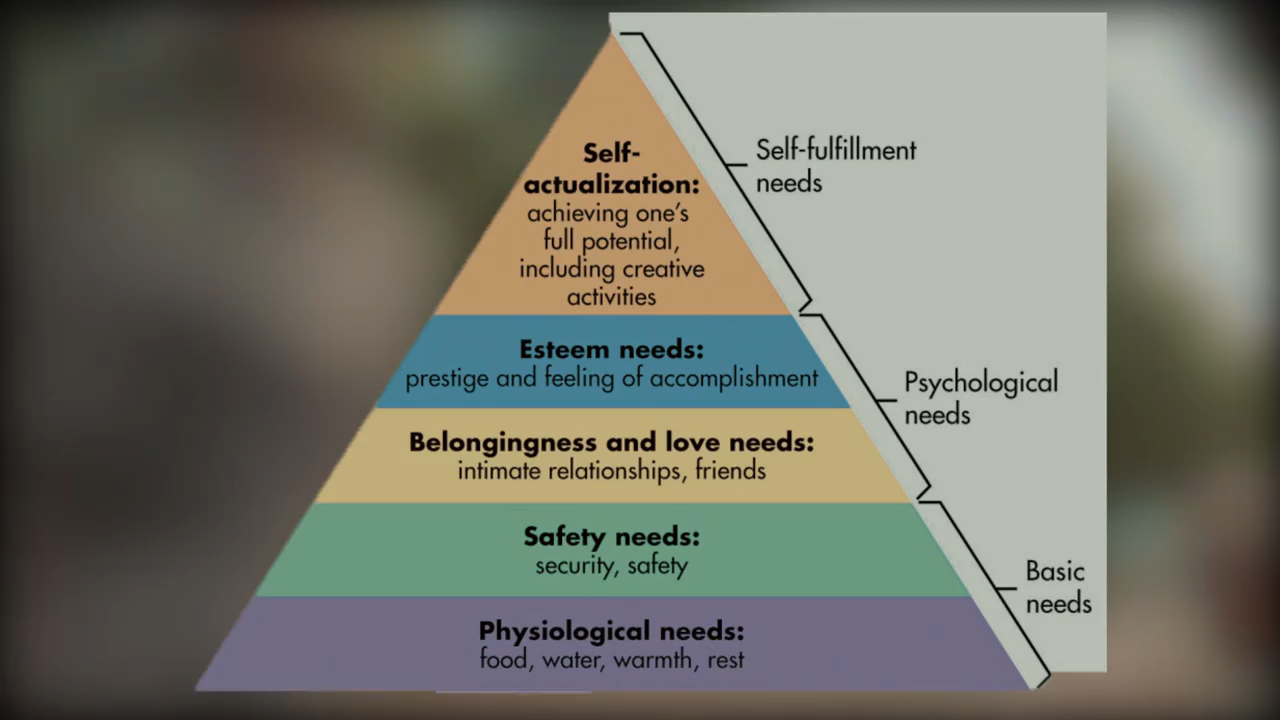 Self-
actualization:
achieving one's
full potential,
including creative
activities
Self-fulfillment
needs
Esteem needs:
prestige and feeling of accomplishment
Psychological
needs
Belongingness and love needs:
intimate relationships, friends
Safety needs:
security, safety
Basic
needs
Physiological needs:
food, water, warmth, rest